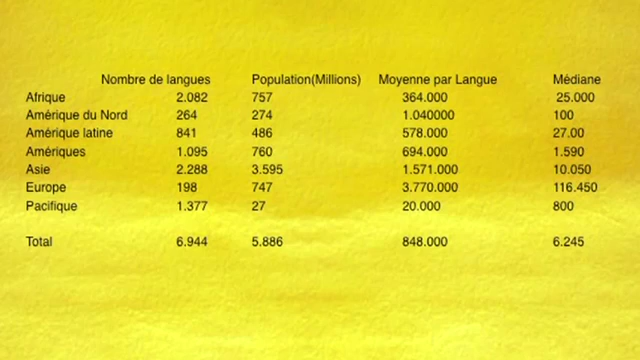 Nombre de langues Population(Millions) Moyenne par Langue Médiane
Afrique 2.082 757 364.000 25.000
Amérique du Nord 264 274 1.040000 100
Amérique latine 841 486 578.000 27.00
Amériques 1.095 760 694.000 1.590
Asie 2.288 3.595 1.571.000 10.050
Europe 198 747 3.770.000 116.450
Pacifique 1.377 27 20.000 800
Total 6.944 5.886 848.000 6.245